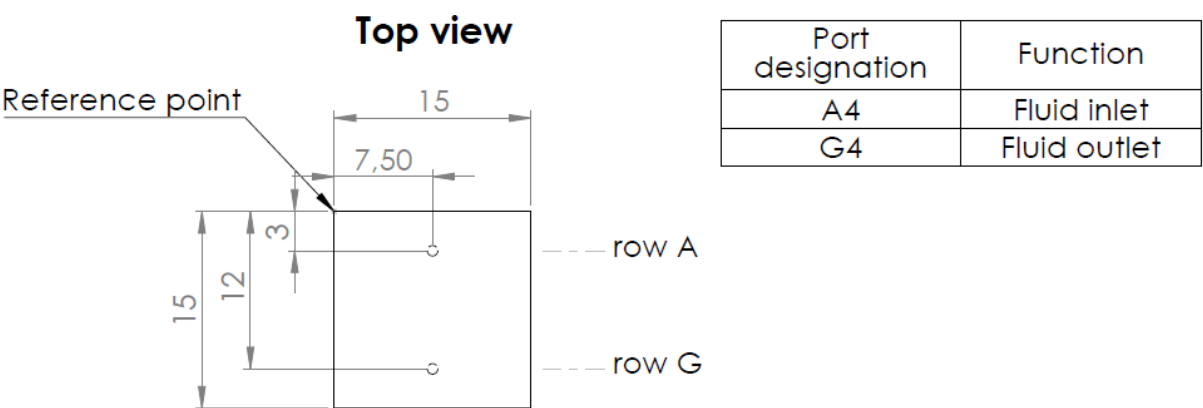 Top view
Reference point
15
7,50
3
12
15
row A
row G
Port
designation
Function
A4
Fluid inlet
G4
Fluid outlet